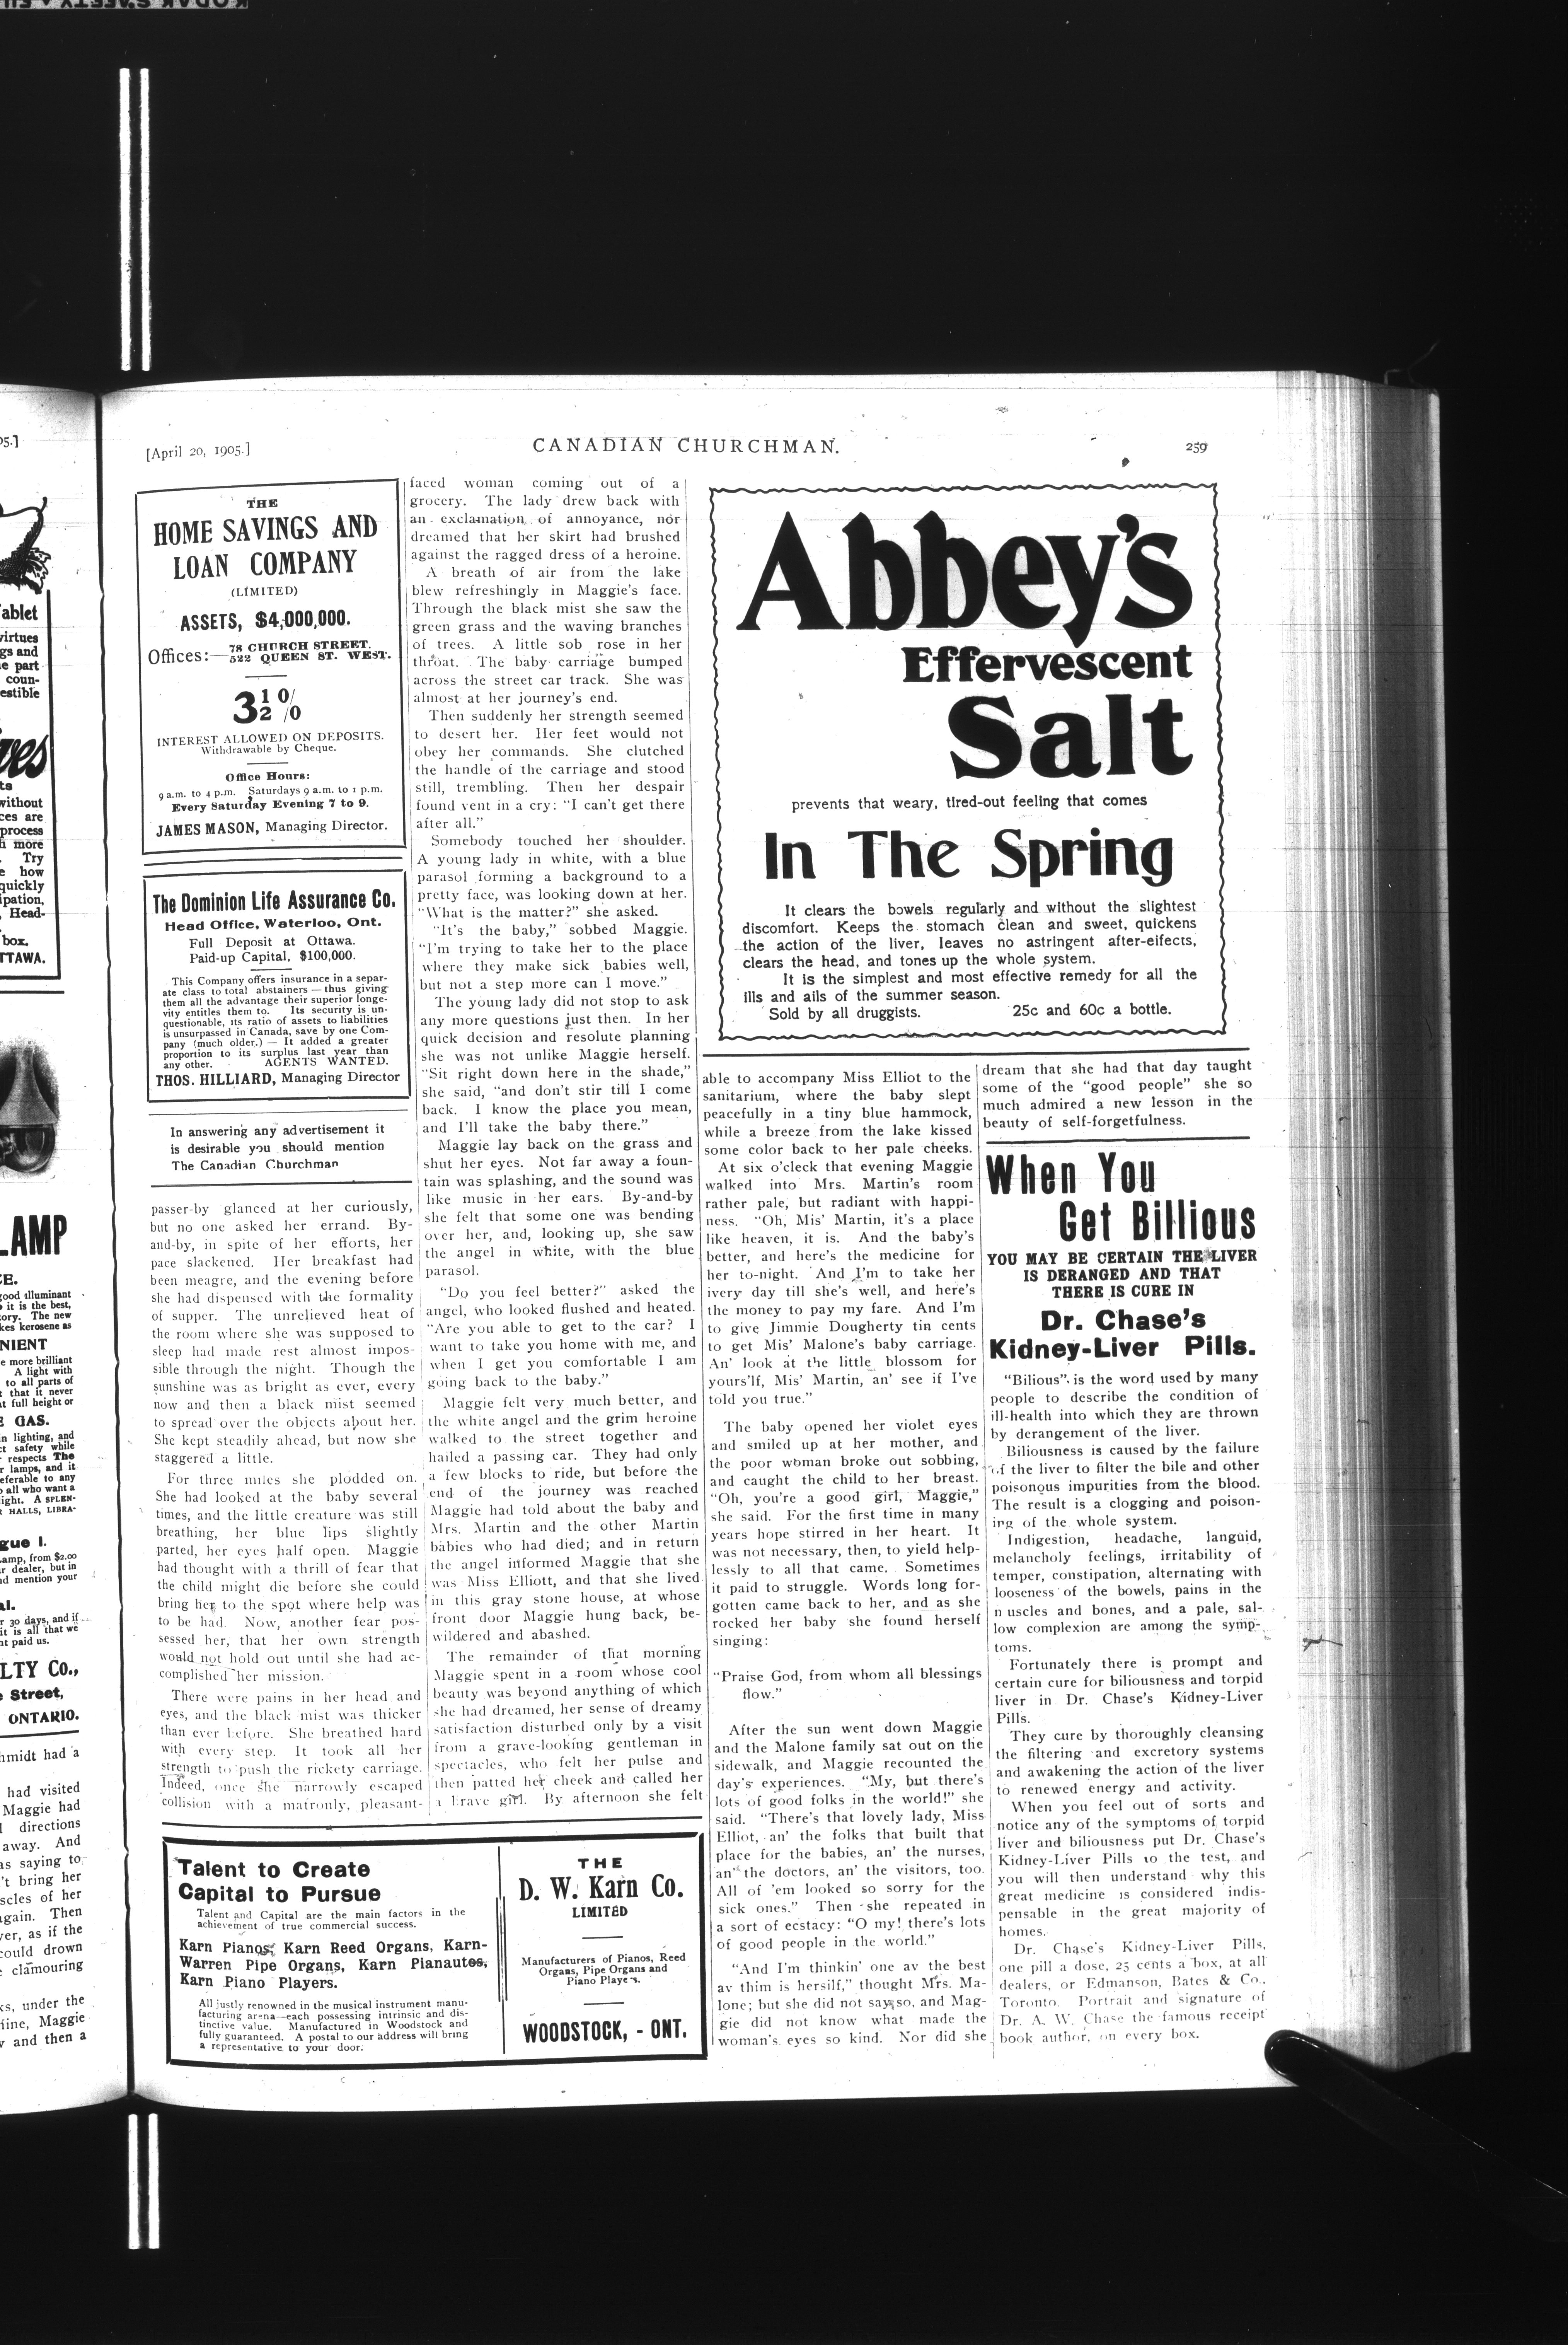 KODAK SAFETY
05.]
[April 20, 1905.]
CANADIAN CHURCHMAN.
259
THE
HOME SAVINGS AND
LOAN COMPANY
(LIMITED)
ASSETS, $4,000,000.
Offices:—78 CHURCH STREET.
522 QUEEN ST. WEST.
3½%
INTEREST ALLOWED ON DEPOSITS.
Withdrawable by Cheque.
Office Hours:
9 a.m. to 4 p.m. Saturdays 9 a.m. to 1 p.m.
Every Saturday Evening 7 to 9.
JAMES MASON, Managing Director.
The Dominion Life Assurance Co.
Head Office, Waterloo, Ont.
Full Deposit at Ottawa.
Paid-up Capital, $100,000.
This Company offers insurance in a separ-
ate class to total abstainers—thus giving
them all the advantage their superior longe-
vity entitles them to. Its security is un-
questionable, its ratio of assets to liabilities
is unsurpassed in Canada, save by one Com-
pany (much older.)—It added a greater
proportion to its surplus last year than
any other. AGENTS WANTED.
THOS. HILLIARD, Managing Director
In answering any advertisement it
is desirable you should mention
The Canadian Churchman
passer-by glanced at her curiously,
but no one asked her errand. By-
and-by, in spite of her efforts, her
pace slackened. Her breakfast had
been meagre, and the evening before
she had dispensed with the formality
of supper. The unrelieved heat of
the room where she was supposed to
sleep had made rest almost impos-
sible through the night. Though the
sunshine was as bright as ever, every
now and then a black mist seemed
to spread over the objects about her.
She kept steadily ahead, but now she
staggered a little.
For three miles she plodded on.
She had looked at the baby several
times, and the little creature was still
breathing, her blue lips slightly
parted, her eyes half open. Maggie
had thought with a thrill of fear that
the child might die before she could
bring her to the spot where help was
to be had. Now, another fear pos-
sessed her, that her own strength
would not hold out until she had ac-
complished her mission.
There were pains in her head and
eyes, and the black mist was thicker
than ever before. She breathed hard
with every step. It took all her
strength to push the rickety carriage.
Indeed, once she narrowly escaped
collision with a matronly, pleasant-
faced woman coming out of a
grocery. The lady drew back with
an exclamation of annoyance, nor
dreamed that her skirt had brushed
against the ragged dress of a heroine.
A breath of air from the lake
blew refreshingly in Maggie's face.
Through the black mist she saw the
green grass and the waving branches
of trees. A little sob rose in her
throat. The baby carriage bumped
across the street car track. She was
almost at her journey's end.
Then suddenly her strength seemed
to desert her. Her feet would not
obey her commands. She clutched
the handle of the carriage and stood
still, trembling. Then her despair
found vent in a cry: "I can't get there
after all."
Somebody touched her shoulder.
A young lady in white, with a blue
parasol forming a background to a
pretty face, was looking down at her.
"What is the matter?" she asked.
"It's the baby," sobbed Maggie.
"I'm trying to take her to the place
where they make sick babies well,
but not a step more can I move."
The young lady did not stop to ask
any more questions just then. In her
quick decision and resolute planning
she was not unlike Maggie herself.
"Sit right down here in the shade,"
she said, "and don't stir till I come
back. I know the place you mean,
and I'll take the baby there."
Maggie lay back on the grass and
shut her eyes. Not far away a foun-
tain was splashing, and the sound was
like music in her ears. By-and-by
she felt that some one was bending
over her, and, looking up, she saw
the angel in white, with the blue
parasol.
"Do you feel better?" asked the
angel, who looked flushed and heated.
"Are you able to get to the car? I
want to take you home with me, and
when I get you comfortable I am
going back to the baby."
Maggie felt very much better, and
the white angel and the grim heroine
walked to the street together and
hailed a passing car. They had only
a few blocks to ride, but before the
end of the journey was reached
Maggie had told about the baby and
Mrs. Martin and the other Martin
babies who had died; and in return
the angel informed Maggie that she
was Miss Elliott, and that she lived
in this gray stone house, at whose
front door Maggie hung back, be-
wildered and abashed.
The remainder of that morning
Maggie spent in a room whose cool
beauty was beyond anything of which
she had dreamed, her sense of dreamy
satisfaction disturbed only by a visit
from a grave-looking gentleman in
spectacles, who felt her pulse and
then patted her cheek and called her
a brave girl. By afternoon she felt
Abbey's
Effervescent
Salt
prevents that weary, tired-out feeling that comes
In The Spring
It clears the bowels regularly and without the slightest
discomfort. Keeps the stomach clean and sweet, quickens
the action of the liver, leaves no astringent after-effects,
clears the head, and tones up the whole system.
It is the simplest and most effective remedy for all the
ills and ails of the summer season.
Sold by all druggists. 25c and 60c a bottle.
able to accompany Miss Elliot to the
sanitarium, where the baby slept
peacefully in a tiny blue hammock,
while a breeze from the lake kissed
some color back to her pale cheeks.
At six o'cleck that evening Maggie
walked into Mrs. Martin's room
rather pale, but radiant with happi-
ness. "Oh, Mis' Martin, it's a place
like heaven, it is. And the baby's
better, and here's the medicine for
her to-night. And I'm to take her
ivery day till she's well, and here's
the money to pay my fare. And I'm
to give Jimmie Dougherty tin cents
to get Mis' Malone's baby carriage.
An' look at the little blossom for
yours'lf, Mis' Martin, an' see if I've
told you true."
The baby opened her violet eyes
and smiled up at her mother, and
the poor woman broke out sobbing,
and caught the child to her breast.
"Oh, you're a good girl, Maggie,"
she said. For the first time in many
years hope stirred in her heart. It
was not necessary, then, to yield help-
lessly to all that came. Sometimes
it paid to struggle. Words long for-
gotten came back to her, and as she
rocked her baby she found herself
singing:
"Praise God, from whom all blessings
flow."
After the sun went down Maggie
and the Malone family sat out on the
sidewalk, and Maggie recounted the
day's experiences. "My, but there's
lots of good folks in the world!" she
said. "There's that lovely lady, Miss
Elliot, an' the folks that built that
place for the babies, an' the nurses,
an' the doctors, an' the visitors, too.
All of 'em looked so sorry for the
sick ones." Then she repeated in
a sort of ecstacy: "O my! there's lots
of good people in the world."
"And I'm thinkin' one av the best
av thim is hersilf," thought Mrs. Ma-
lone; but she did not say so, and Mag-
gie did not know what made the
woman's eyes so kind. Nor did she
dream that she had that day taught
some of the "good people" she so
much admired a new lesson in the
beauty of self-forgetfulness.
When You
Get Billious
YOU MAY BE CERTAIN THE LIVER
IS DERANGED AND THAT
THERE IS CURE IN
Dr. Chase's
Kidney-Liver Pills.
"Bilious" is the word used by many
people to describe the condition of
ill-health into which they are thrown
by derangement of the liver.
Biliousness is caused by the failure
of the liver to filter the bile and other
poisonous impurities from the blood.
The result is a clogging and poison-
ing of the whole system.
Indigestion, headache, languid,
melancholy feelings, irritability of
temper, constipation, alternating with
looseness of the bowels, pains in the
muscles and bones, and a pale, sal-
low complexion are among the symp-
toms.
Fortunately there is prompt and
certain cure for biliousness and torpid
liver in Dr. Chase's Kidney-Liver
Pills.
They cure by thoroughly cleansing
the filtering and excretory systems
and awakening the action of the liver
to renewed energy and activity.
When you feel out of sorts and
notice any of the symptoms of torpid
liver and biliousness put Dr. Chase's
Kidney-Liver Pills to the test, and
you will then understand why this
great medicine is considered indis-
pensable in the great majority of
homes.
Dr. Chase's Kidney-Liver Pills,
one pill a dose, 25 cents a box, at all
dealers, or Edmanson, Bates & Co.,
Toronto. Portrait and signature of
Dr. A. W. Chase the famous receipt
book author, on every box.
Talent to Create
Capital to Pursue
Talent and Capital are the main factors in the
achievement of true commercial success.
Karn Pianos, Karn Reed Organs, Karn-
Warren Pipe Organs, Karn Pianautos,
Karn Piano Players.
All justly renowned in the musical instrument manu-
facturing arena—each possessing intrinsic and dis-
tinctive value. Manufactured in Woodstock and
fully guaranteed. A postal to our address will bring
a representative to your door.
THE
D. W. Karn Co.
LIMITED
Manufacturers of Pianos, Reed
Organs, Pipe Organs and
Piano Players.
WOODSTOCK, - ONT.